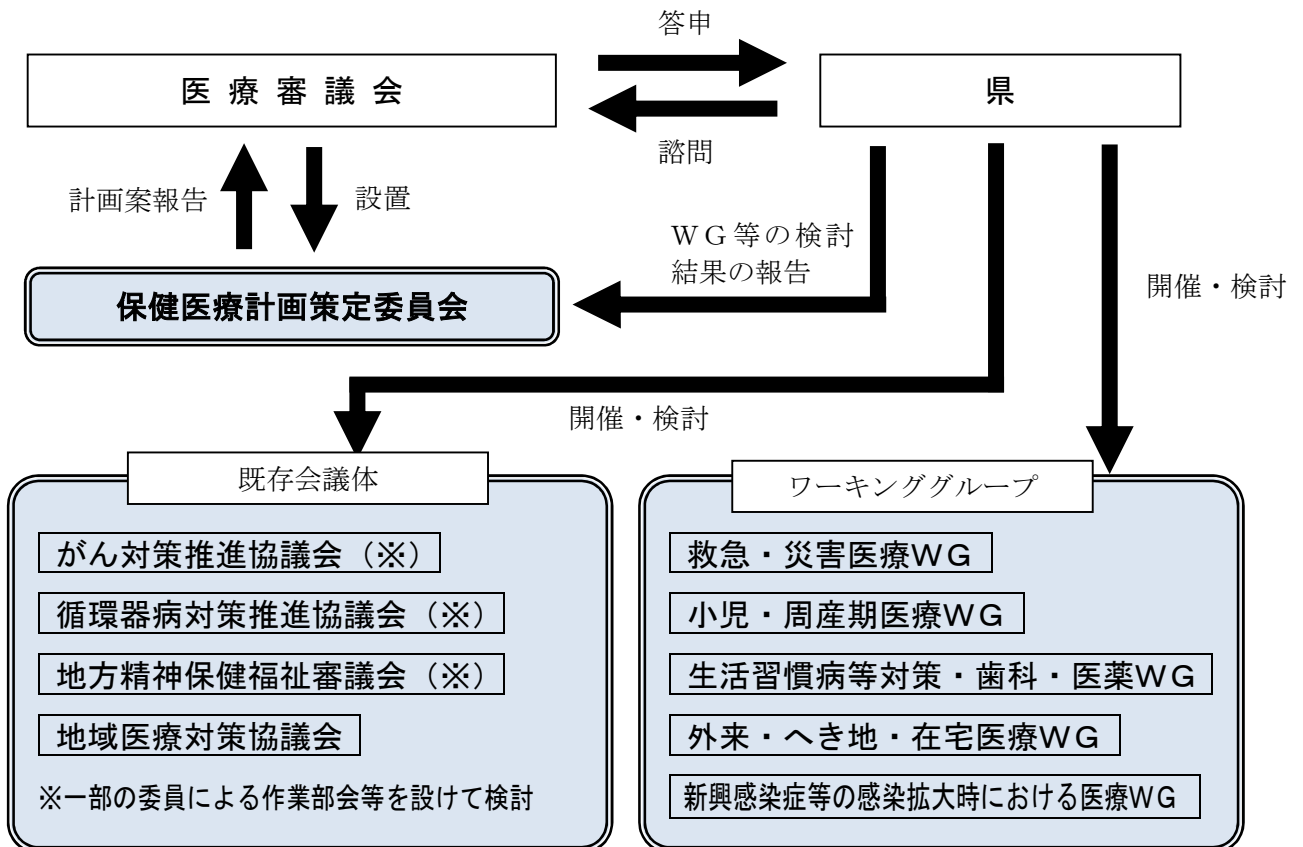 答申
医 療 審 議 会
県
諮問
計画案報告
設置
ＷＧ等の検討
結果の報告
開催・検討
保健医療計画策定委員会
開催・検討
既存会議体
がん対策推進協議会（※）
循環器病対策推進協議会（※）
地方精神保健福祉審議会（※）
地域医療対策協議会
※一部の委員による作業部会等を設けて検討
ワーキンググループ
救急・災害医療ＷＧ
小児・周産期医療ＷＧ
生活習慣病等対策・歯科・医薬ＷＧ
外来・へき地・在宅医療ＷＧ
新興感染症等の感染拡大時における医療ＷＧ